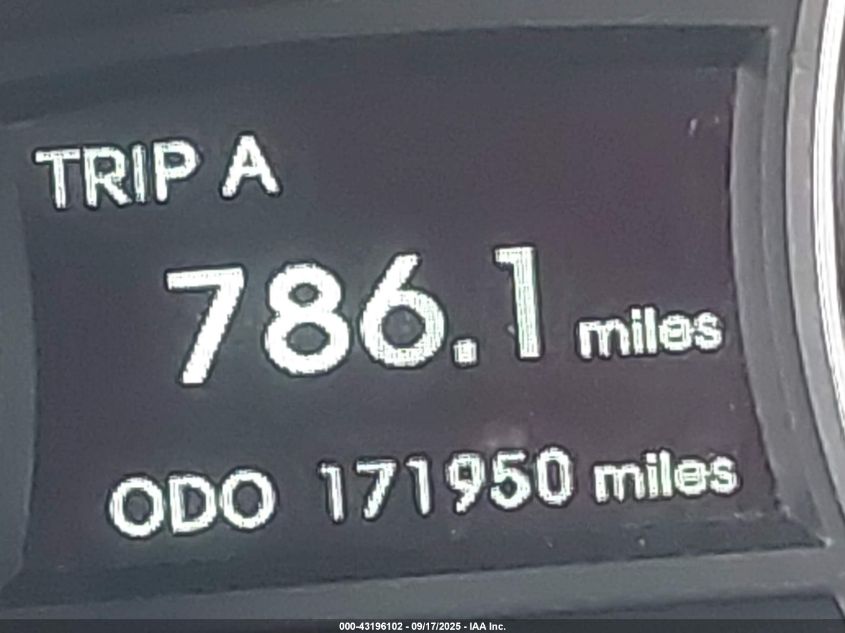 TRIP A
786.1 miles
ODO 171950 miles
000-43196102 - 09/17/2025 - IAA Inc.